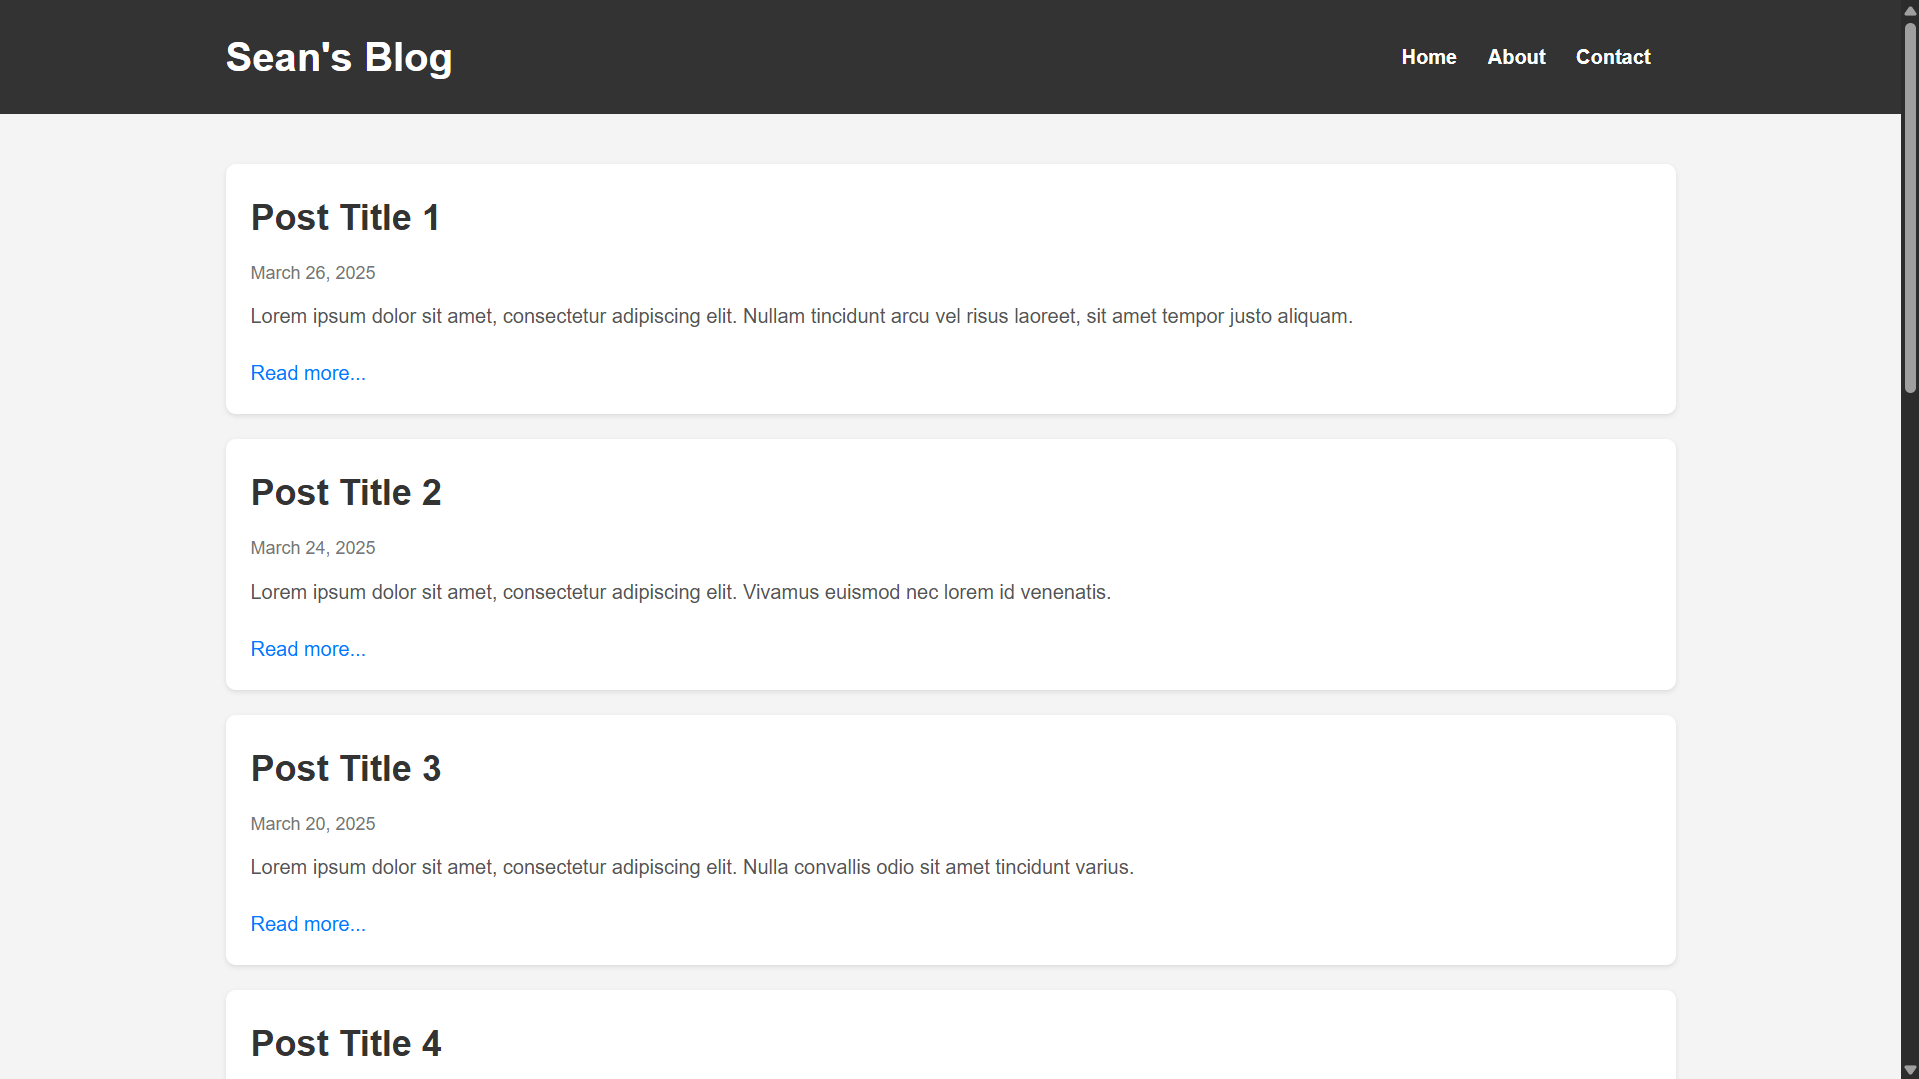 Sean's Blog
Home About Contact
Post Title 1
March 26, 2025
Lorem ipsum dolor sit amet, consectetur adipiscing elit. Nullam tincidunt arcu vel risus laoreet, sit amet tempor justo aliquam.
Read more...
Post Title 2
March 24, 2025
Lorem ipsum dolor sit amet, consectetur adipiscing elit. Vivamus euismod nec lorem id venenatis.
Read more...
Post Title 3
March 20, 2025
Lorem ipsum dolor sit amet, consectetur adipiscing elit. Nulla convallis odio sit amet tincidunt varius.
Read more...
Post Title 4